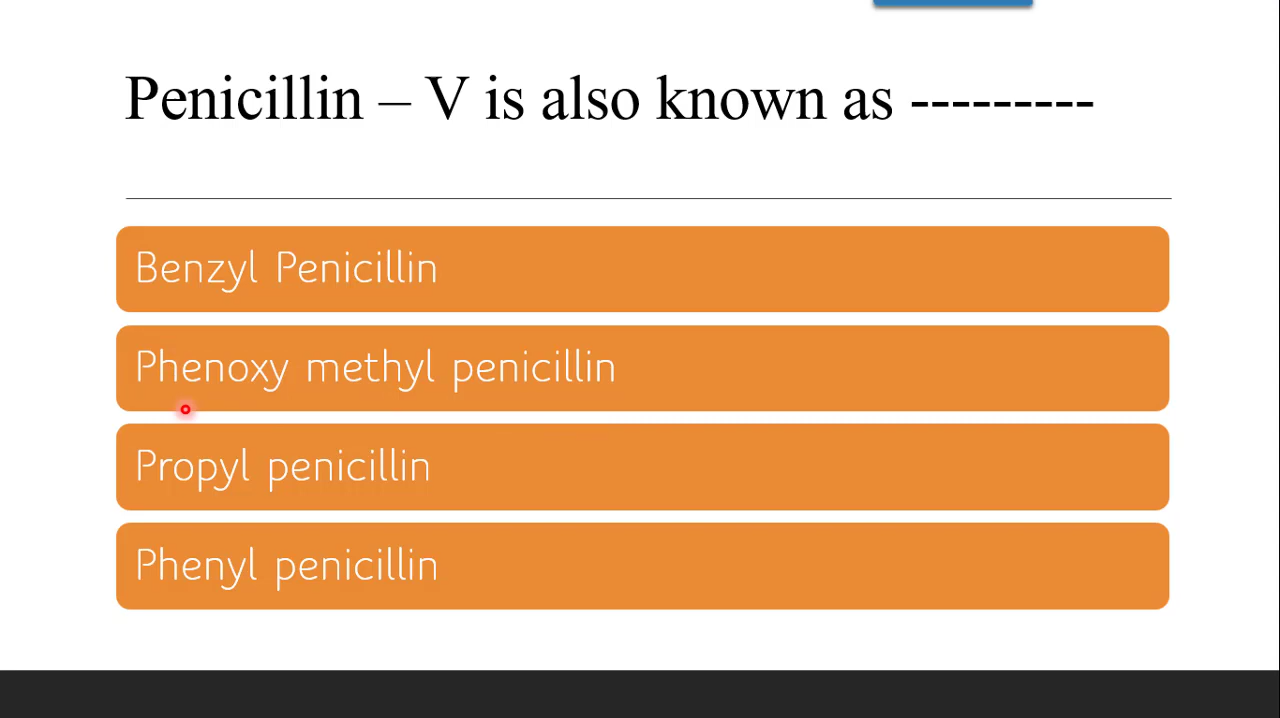 Penicillin – V is also known as ---------
Benzyl Penicillin
Phenoxy methyl penicillin
Propyl penicillin
Phenyl penicillin